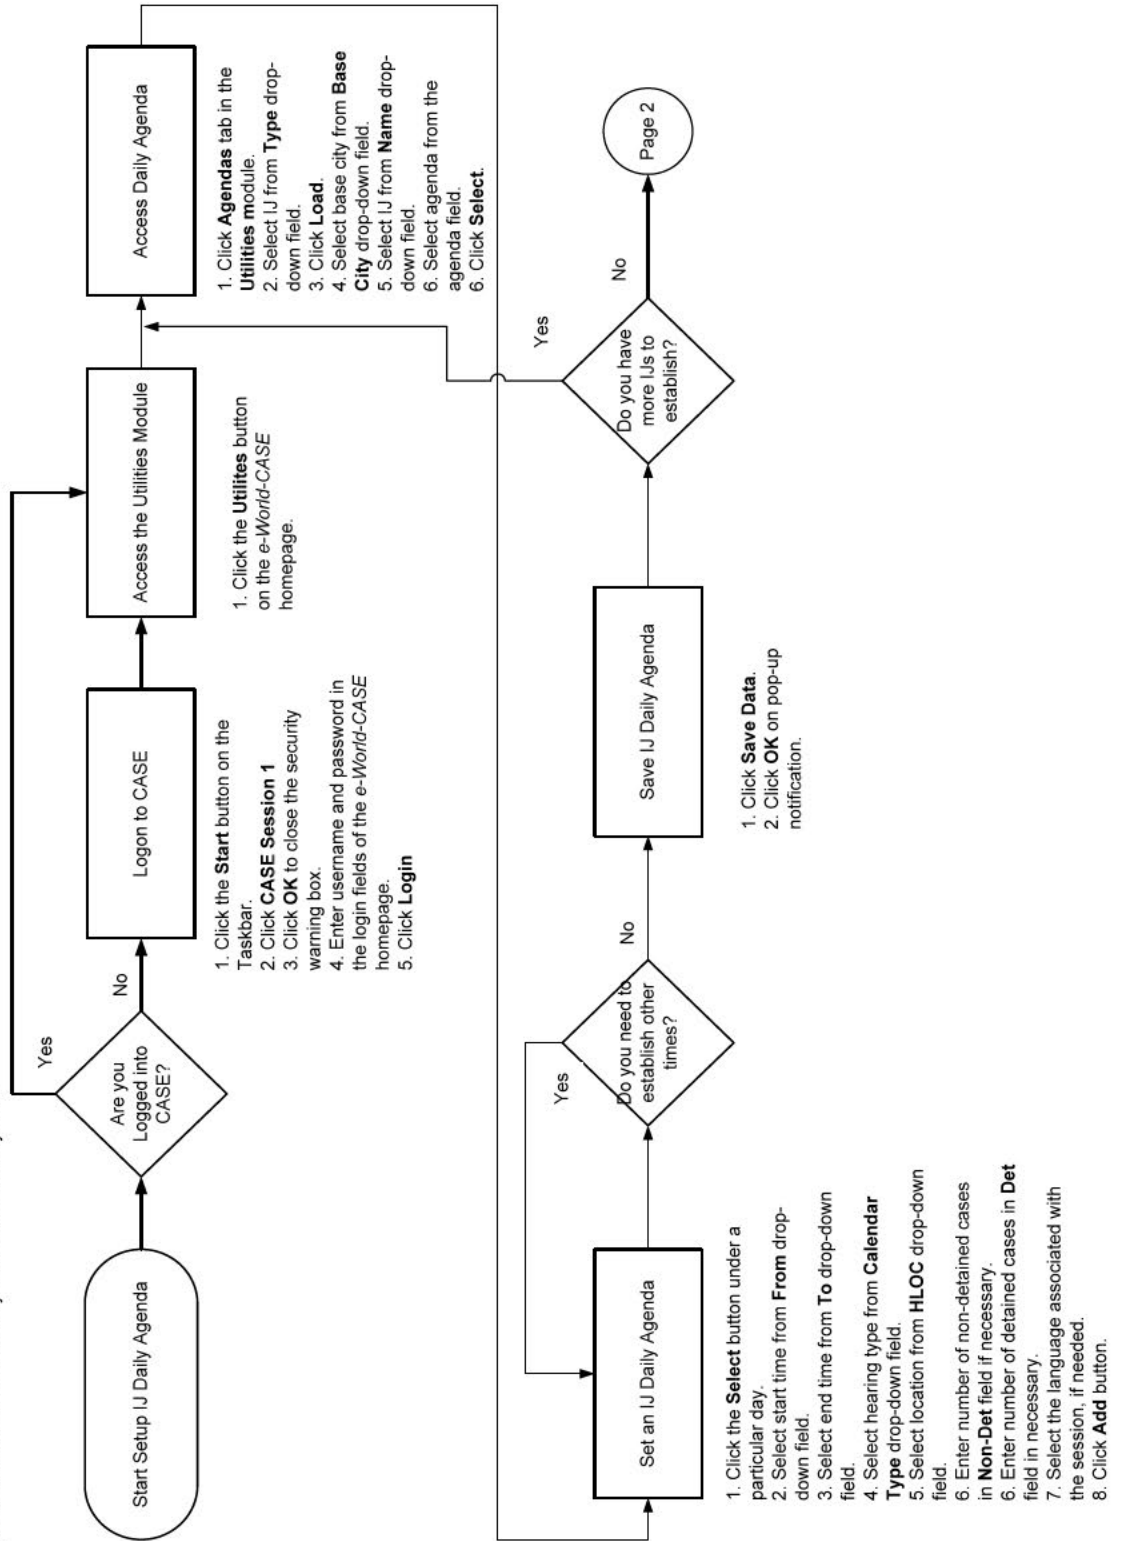 Start Setup IJ Daily Agenda
Are you
Logged into
CASE?
Yes
No
Logon to CASE
1. Click the Start button on the
Taskbar.
2. Click CASE Session 1
3. Click OK to close the security
warning box.
4. Enter username and password in
the login fields of the e-World-CASE
homepage.
5. Click Login
Access the Utilities Module
1. Click the Utilites button
on the e-World-CASE
homepage.
Access Daily Agenda
1. Click Agendas tab in the
Utilities module.
2. Select IJ from Type drop-
down field.
3. Click Load.
4. Select base city from Base
City drop-down field.
5. Select IJ from Name drop-
down field.
6. Select agenda from the
agenda field.
6. Click Select.
Set an IJ Daily Agenda
1. Click the Select button under a
particular day.
2. Select start time from From drop-
down field.
3. Select end time from To drop-down
field.
4. Select hearing type from Calendar
Type drop-down field.
5. Select location from HLOC drop-down
field.
6. Enter number of non-detained cases
in Non-Det field if necessary.
6. Enter number of detained cases in Det
field in necessary.
7. Select the language associated with
the session, if needed.
8. Click Add button.
Do you need to
establish other
times?
Yes
No
Save IJ Daily Agenda
1. Click Save Data.
2. Click OK on pop-up
notification.
Do you have
more IJs to
establish?
Yes
No
Page 2